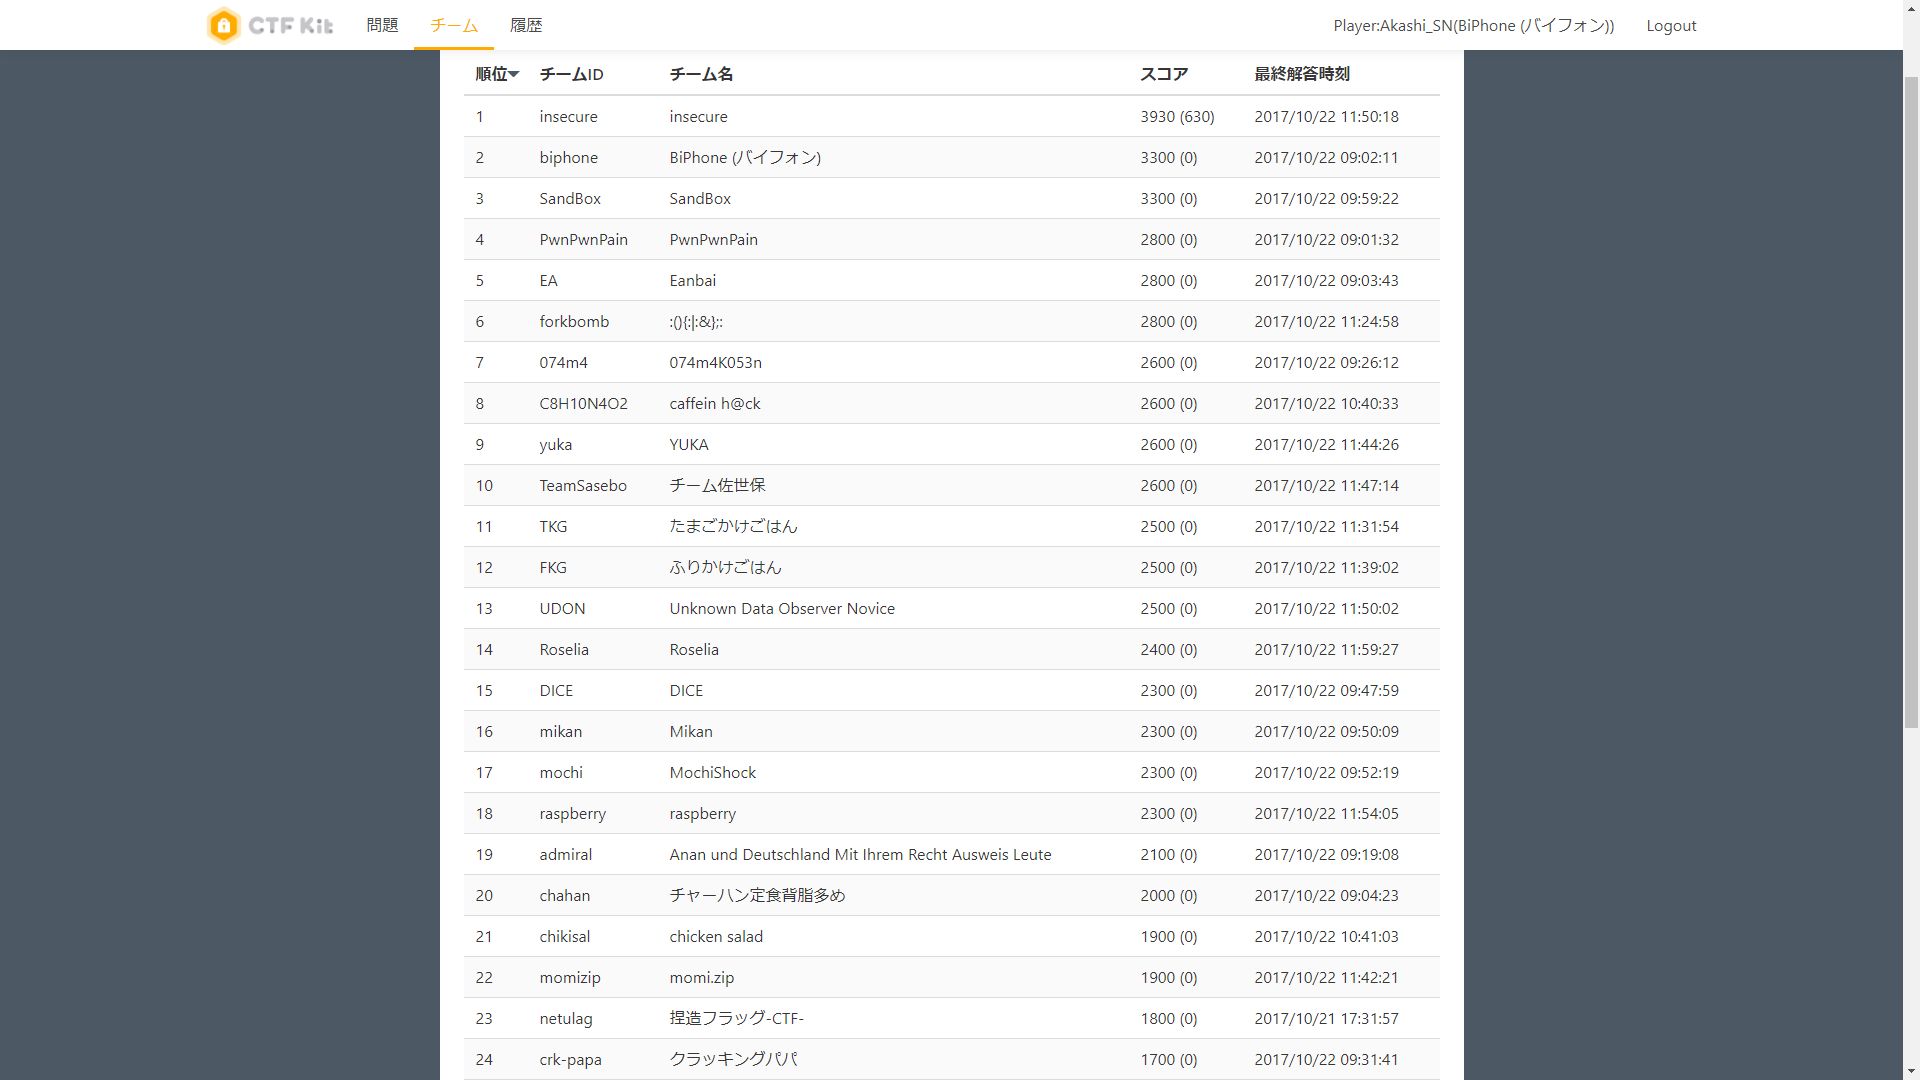 CTF Kit 問題 チーム 履歴 Player:Akashi_SN(BiPhone (バイフォン)) Logout
順位 チームID チーム名 スコア 最終解答時刻
1 insecure insecure 3930 (630) 2017/10/22 11:50:18
2 biphone BiPhone (バイフォン) 3300 (0) 2017/10/22 09:02:11
3 SandBox SandBox 3300 (0) 2017/10/22 09:59:22
4 PwnPwnPain PwnPwnPain 2800 (0) 2017/10/22 09:01:32
5 EA Eanbai 2800 (0) 2017/10/22 09:03:43
6 forkbomb :(){:|:&};: 2800 (0) 2017/10/22 11:24:58
7 074m4 074m4K053n 2600 (0) 2017/10/22 09:26:12
8 C8H10N4O2 caffein h@ck 2600 (0) 2017/10/22 10:40:33
9 yuka YUKA 2600 (0) 2017/10/22 11:44:26
10 TeamSasebo チーム佐世保 2600 (0) 2017/10/22 11:47:14
11 TKG たまごかけごはん 2500 (0) 2017/10/22 11:31:54
12 FKG ふりかけごはん 2500 (0) 2017/10/22 11:39:02
13 UDON Unknown Data Observer Novice 2500 (0) 2017/10/22 11:50:02
14 Roselia Roselia 2400 (0) 2017/10/22 11:59:27
15 DICE DICE 2300 (0) 2017/10/22 09:47:59
16 mikan Mikan 2300 (0) 2017/10/22 09:50:09
17 mochi MochiShock 2300 (0) 2017/10/22 09:52:19
18 raspberry raspberry 2300 (0) 2017/10/22 11:54:05
19 admiral Anan und Deutschland Mit Ihrem Recht Ausweis Leute 2100 (0) 2017/10/22 09:19:08
20 chahan チャーハン定食背脂多め 2000 (0) 2017/10/22 09:04:23
21 chikisal chicken salad 1900 (0) 2017/10/22 10:41:03
22 momizip momi.zip 1900 (0) 2017/10/22 11:42:21
23 netulag 捏造フラッグ-CTF- 1800 (0) 2017/10/21 17:31:57
24 crk-papa クラッキングパパ 1700 (0) 2017/10/22 09:31:41